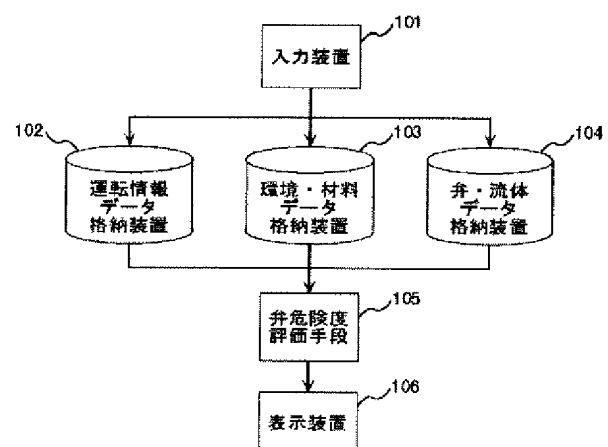 101
入力装置
102
運転情報
データ
格納装置
103
環境・材料
データ
格納装置
104
弁・流体
データ
格納装置
105
弁危険度
評価手段
106
表示装置